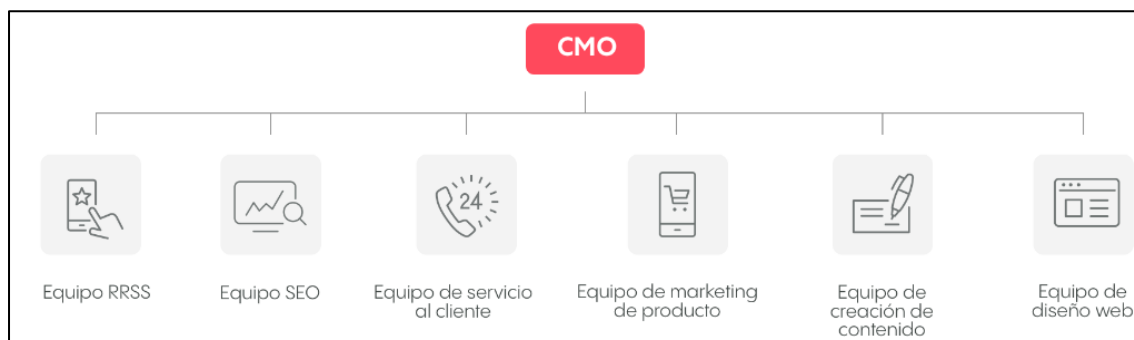 CMO
24
Equipo RRSS
Equipo SEO
Equipo de servicio
al cliente
Equipo de marketing
de producto
Equipo de
creación de
contenido
Equipo de
diseño web